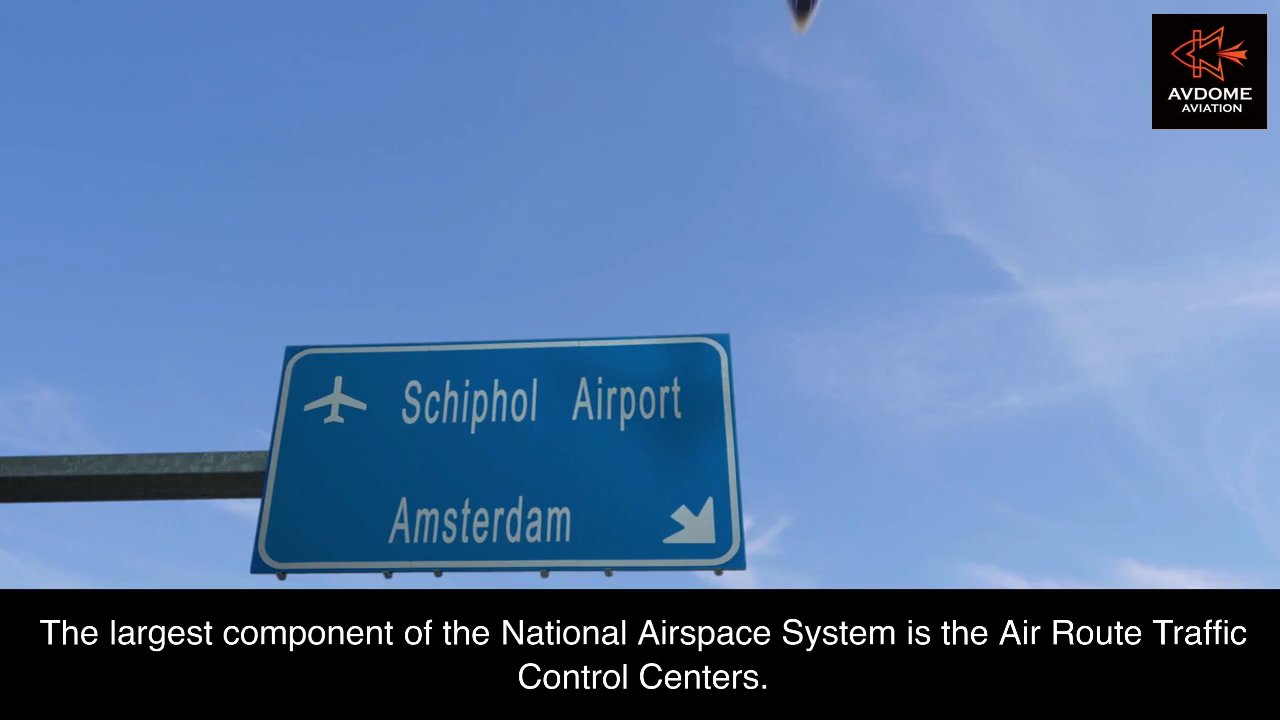 AVDOME
AVIATION
Schiphol Airport
Amsterdam
The largest component of the National Airspace System is the Air Route Traffic
Control Centers.